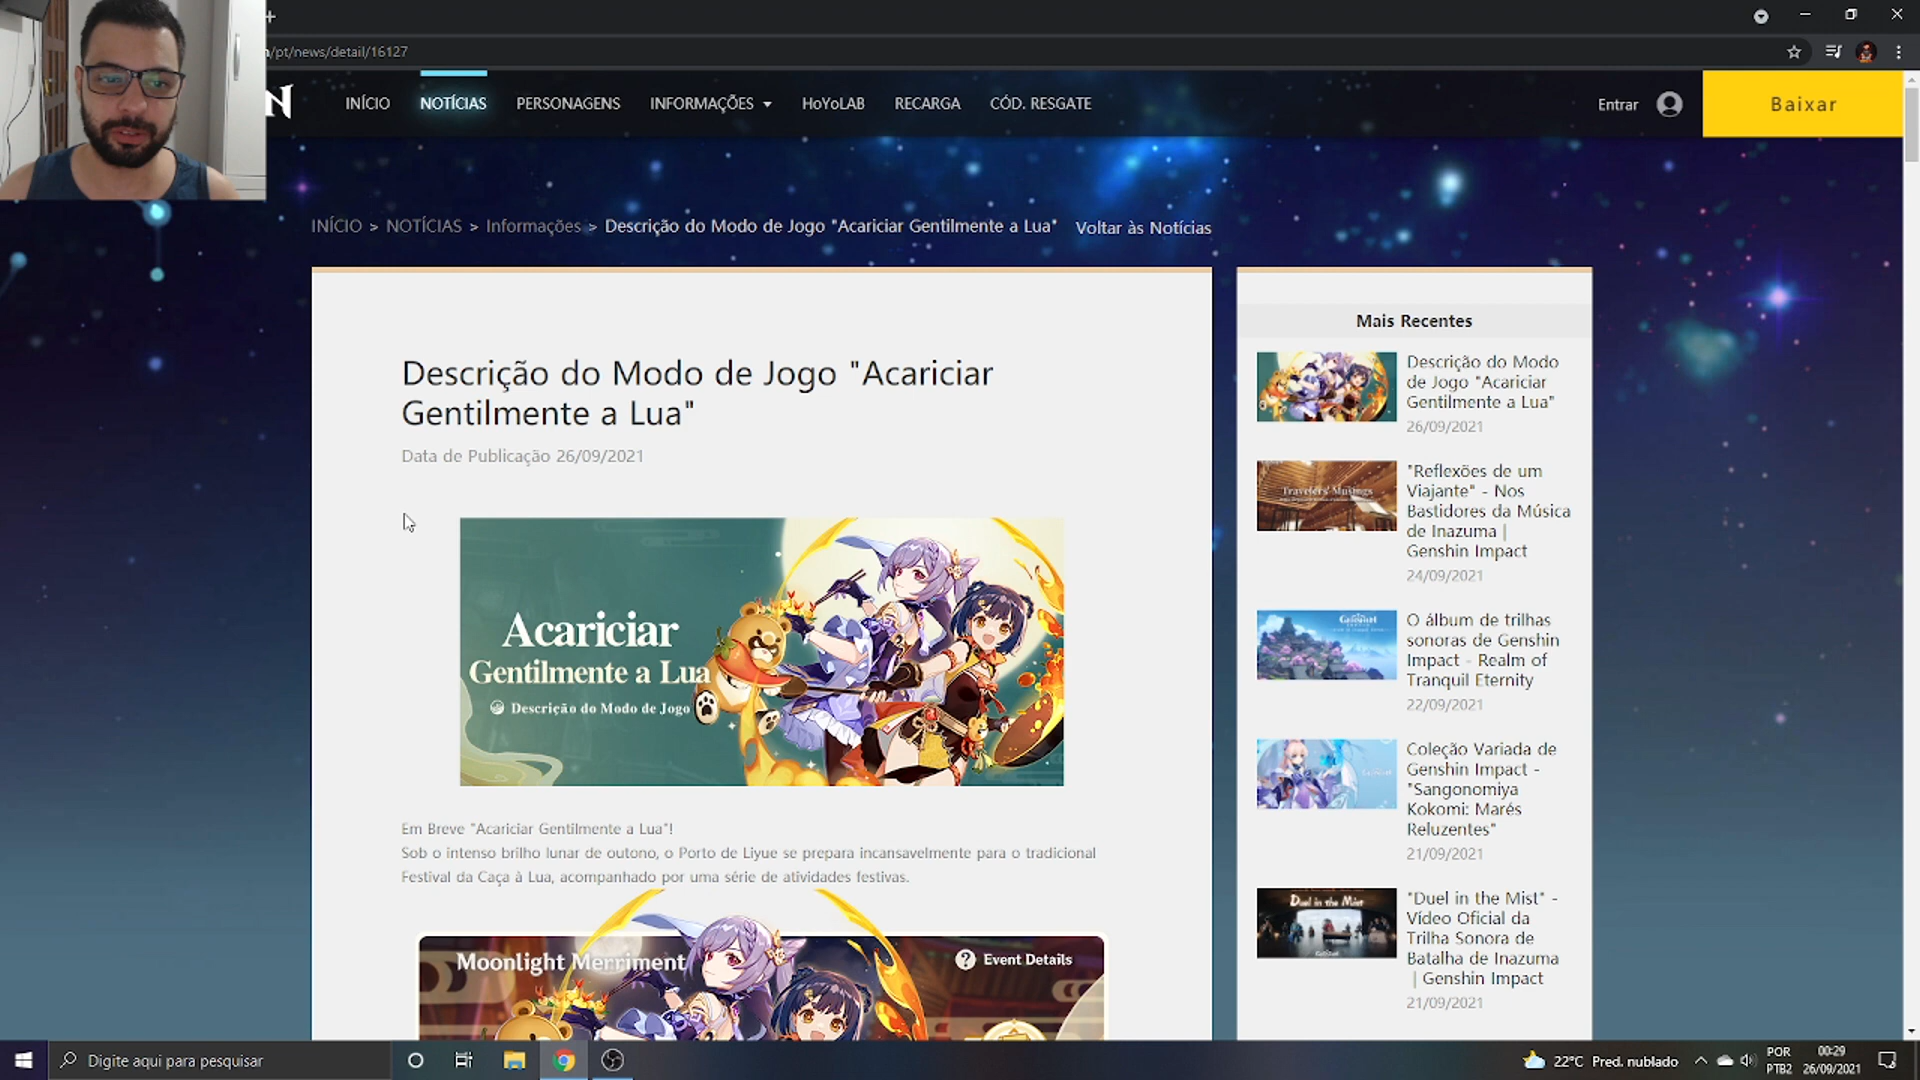 /pt/news/detail/16127
N
INÍCIO
NOTÍCIAS
PERSONAGENS
INFORMAÇÕES
HoYoLAB
RECARGA
CÓD. RESGATE
Entrar
Baixar
INÍCIO > NOTÍCIAS > Informações > Descrição do Modo de Jogo "Acariciar Gentilmente a Lua"
Voltar às Notícias
Descrição do Modo de Jogo "Acariciar
Gentilmente a Lua"
Data de Publicação 26/09/2021
Acariciar
Gentilmente a Lua
Descrição do Modo de Jogo
Em Breve "Acariciar Gentilmente a Lua"!
Sob o intenso brilho lunar de outono, o Porto de Liyue se prepara incansavelmente para o tradicional
Festival da Caça à Lua, acompanhado por uma série de atividades festivas.
Moonlight Merriment
? Event Details
Mais Recentes
Descrição do Modo
de Jogo "Acariciar
Gentilmente a Lua"
26/09/2021
Travelers' Musings
"Reflexões de um
Viajante" - Nos
Bastidores da Música
de Inazuma |
Genshin Impact
24/09/2021
O álbum de trilhas
sonoras de Genshin
Impact - Realm of
Tranquil Eternity
22/09/2021
Coleção Variada de
Genshin Impact -
"Sangonomiya
Kokomi: Marés
Reluzentes"
21/09/2021
Duel in the Mist
"Duel in the Mist" -
Vídeo Oficial da
Trilha Sonora de
Batalha de Inazuma
| Genshin Impact
21/09/2021
Digite aqui para pesquisar
22°C Pred. nublado
POR
PTB2
00:29
26/09/2021